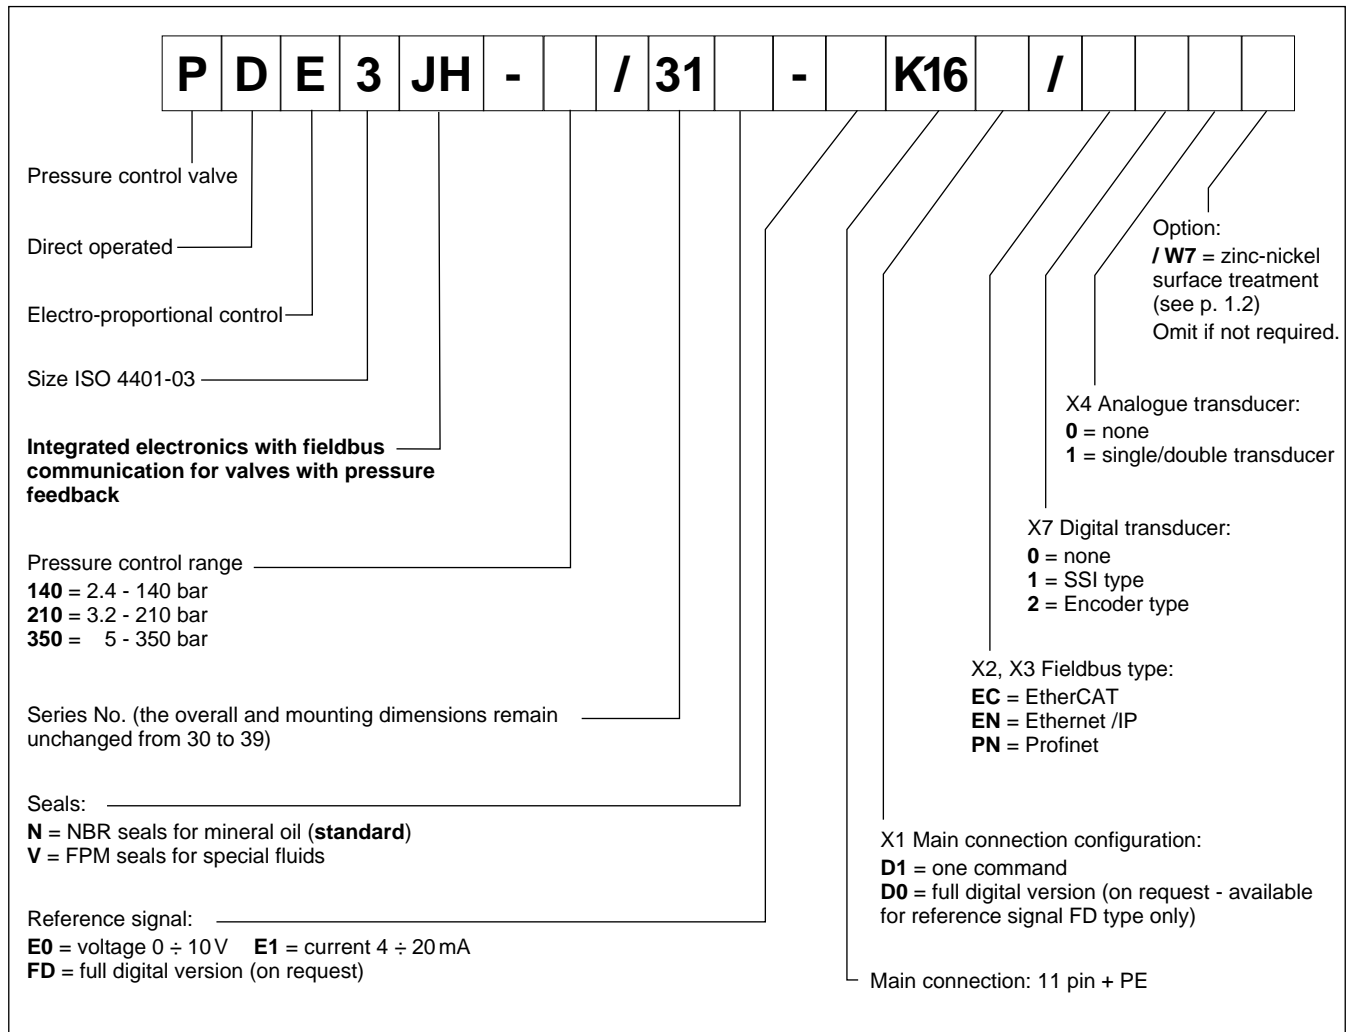 P D E 3 JH - / 31 - K16 /
Pressure control valve
Direct operated
Electro-proportional control
Size ISO 4401-03
Integrated electronics with fieldbus
communication for valves with pressure
feedback
Pressure control range
140 = 2.4 - 140 bar
210 = 3.2 - 210 bar
350 = 5 - 350 bar
Series No. (the overall and mounting dimensions remain
unchanged from 30 to 39)
Seals:
N = NBR seals for mineral oil (standard)
V = FPM seals for special fluids
Reference signal:
E0 = voltage 0 ÷ 10 V E1 = current 4 ÷ 20 mA
FD = full digital version (on request)
Option:
/ W7 = zinc-nickel
surface treatment
(see p. 1.2)
Omit if not required.
X4 Analogue transducer:
0 = none
1 = single/double transducer
X7 Digital transducer:
0 = none
1 = SSI type
2 = Encoder type
X2, X3 Fieldbus type:
EC = EtherCAT
EN = Ethernet /IP
PN = Profinet
X1 Main connection configuration:
D1 = one command
D0 = full digital version (on request - available
for reference signal FD type only)
Main connection: 11 pin + PE